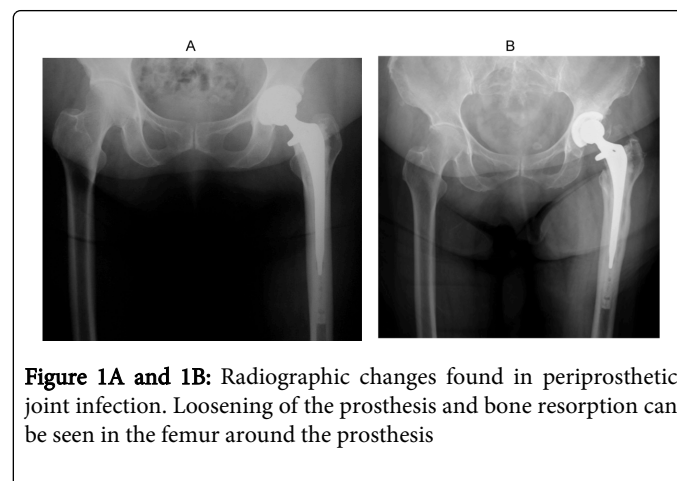 A
B
Figure 1A and 1B: Radiographic changes found in periprosthetic
joint infection. Loosening of the prosthesis and bone resorption can
be seen in the femur around the prosthesis